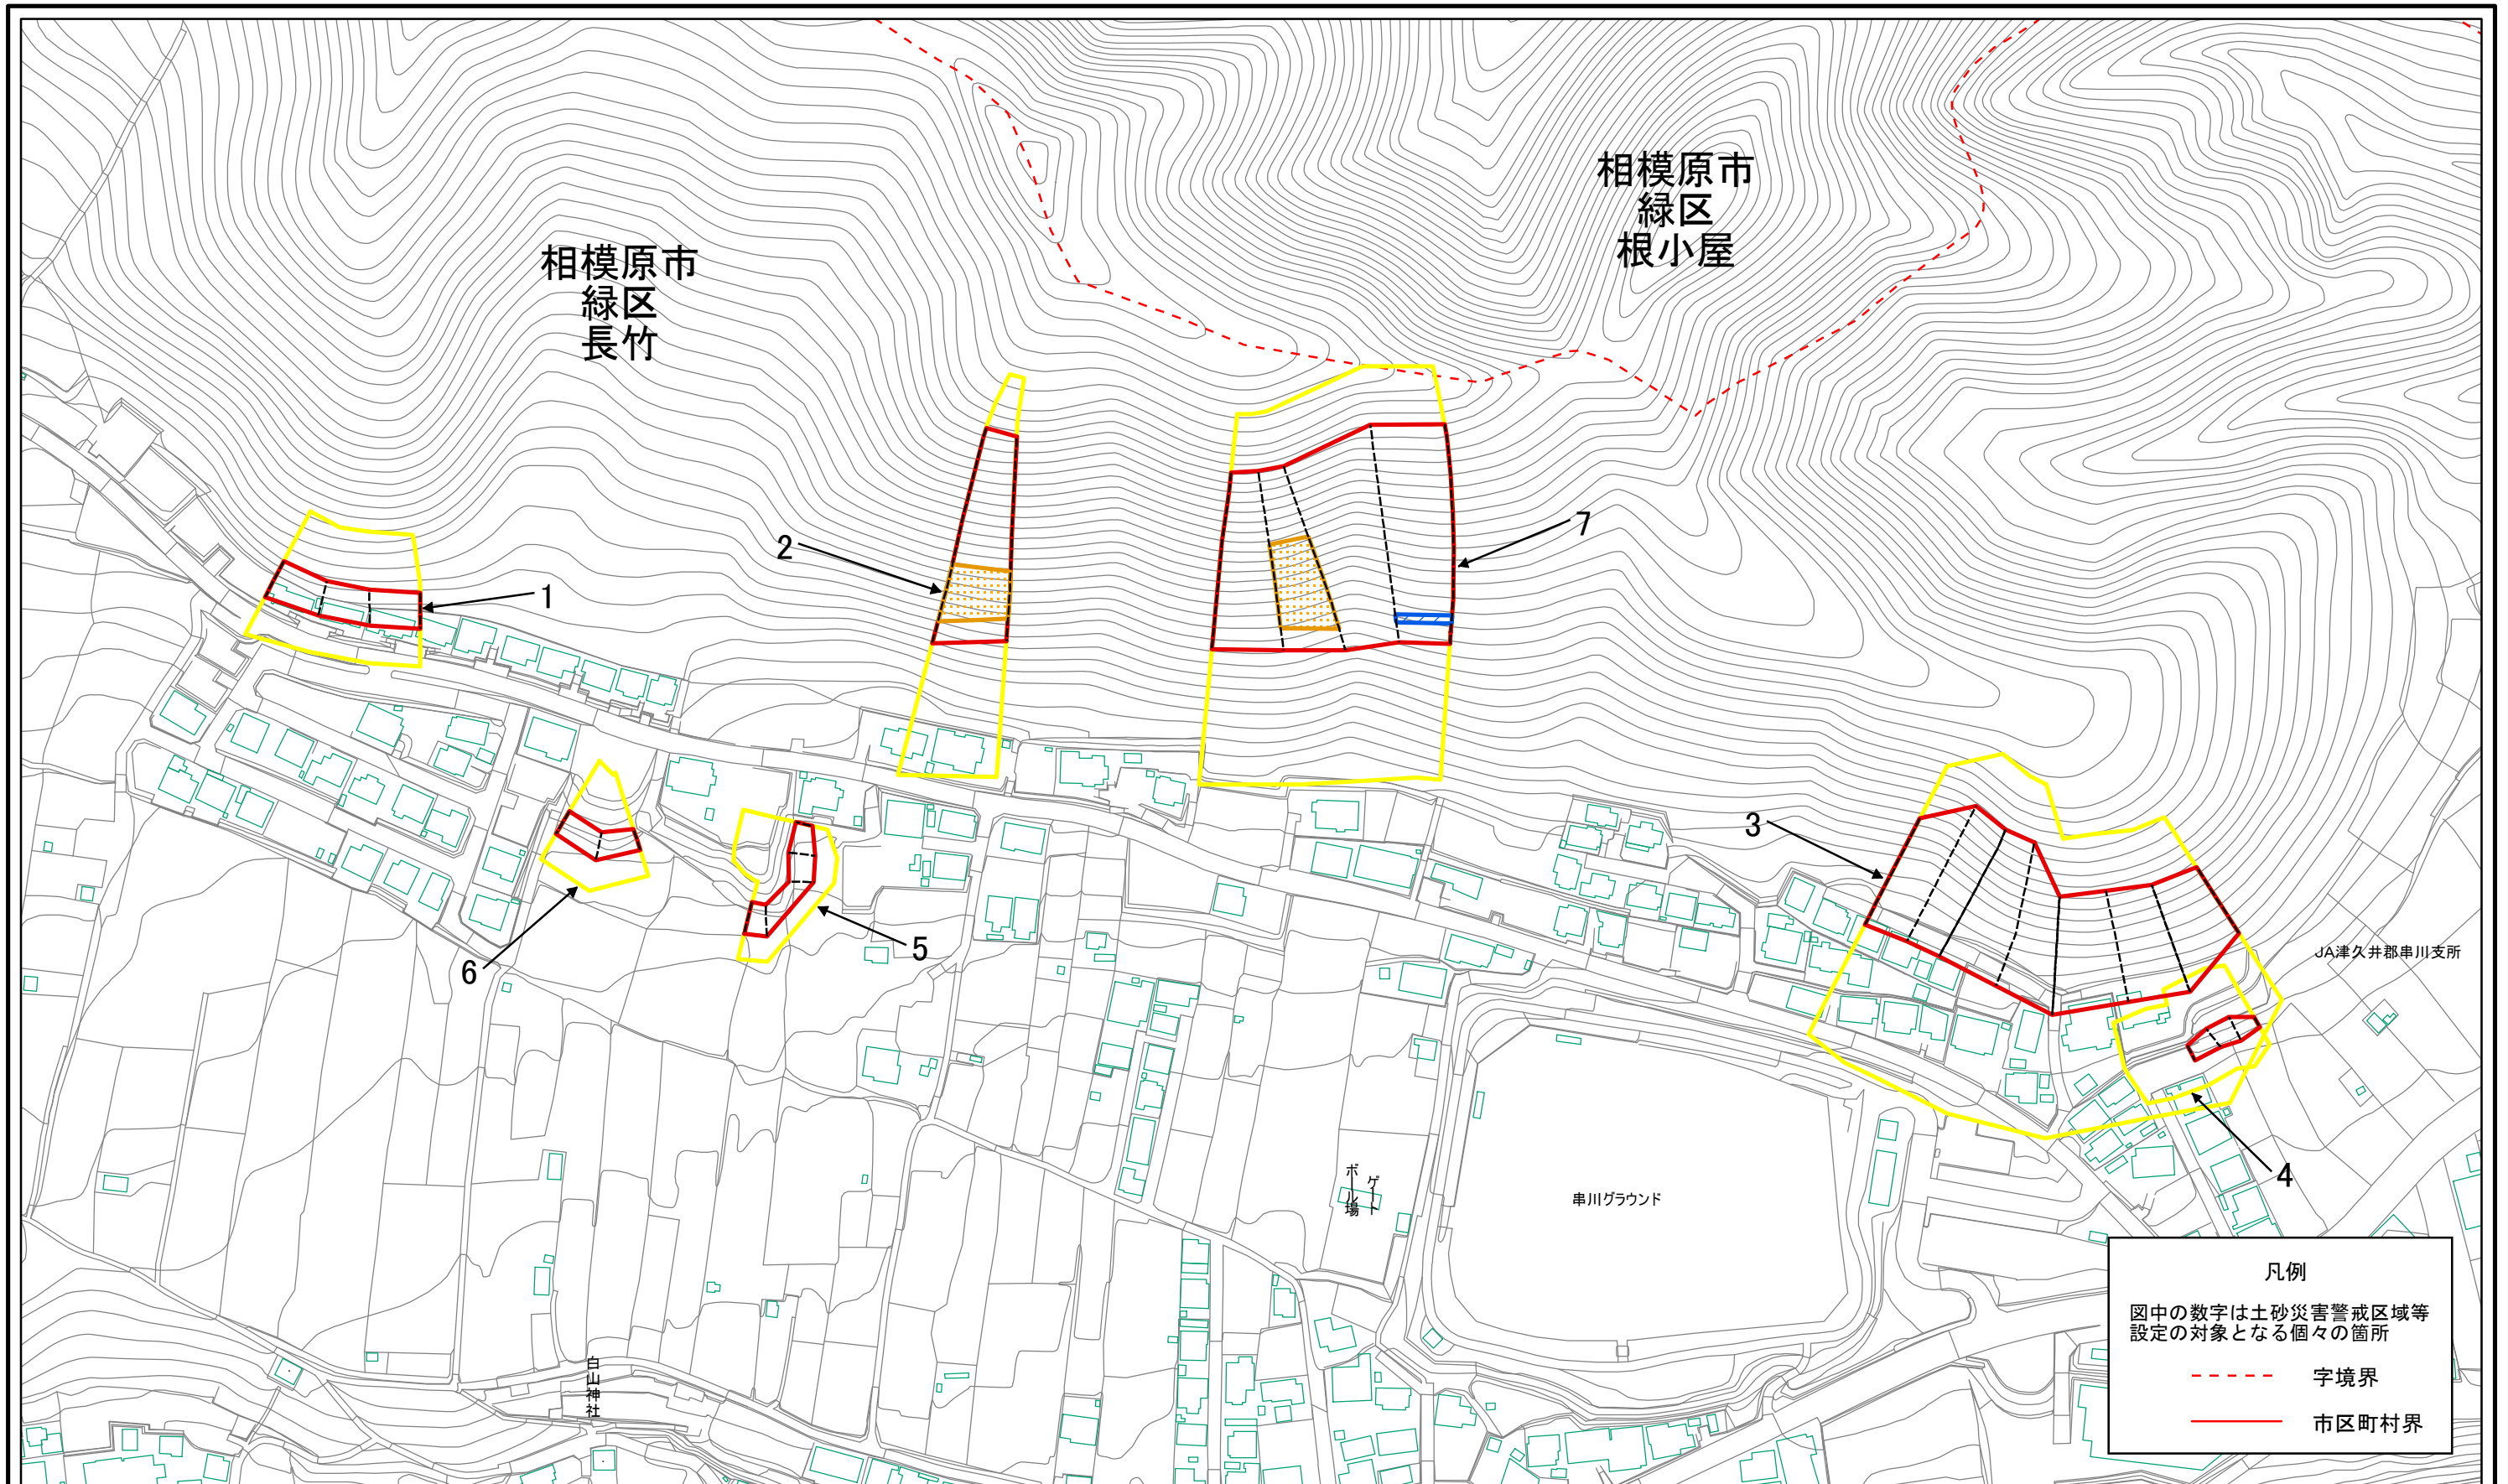 相模原市
緑区
根小屋
相模原市
緑区
長竹
1
2
7
3
5
6
4
JA津久井郡串川支所
ゲート
ボール場
串川グラウンド
白山神社
凡例
図中の数字は土砂災害警戒区域等
設定の対象となる個々の箇所
字境界
市区町村界